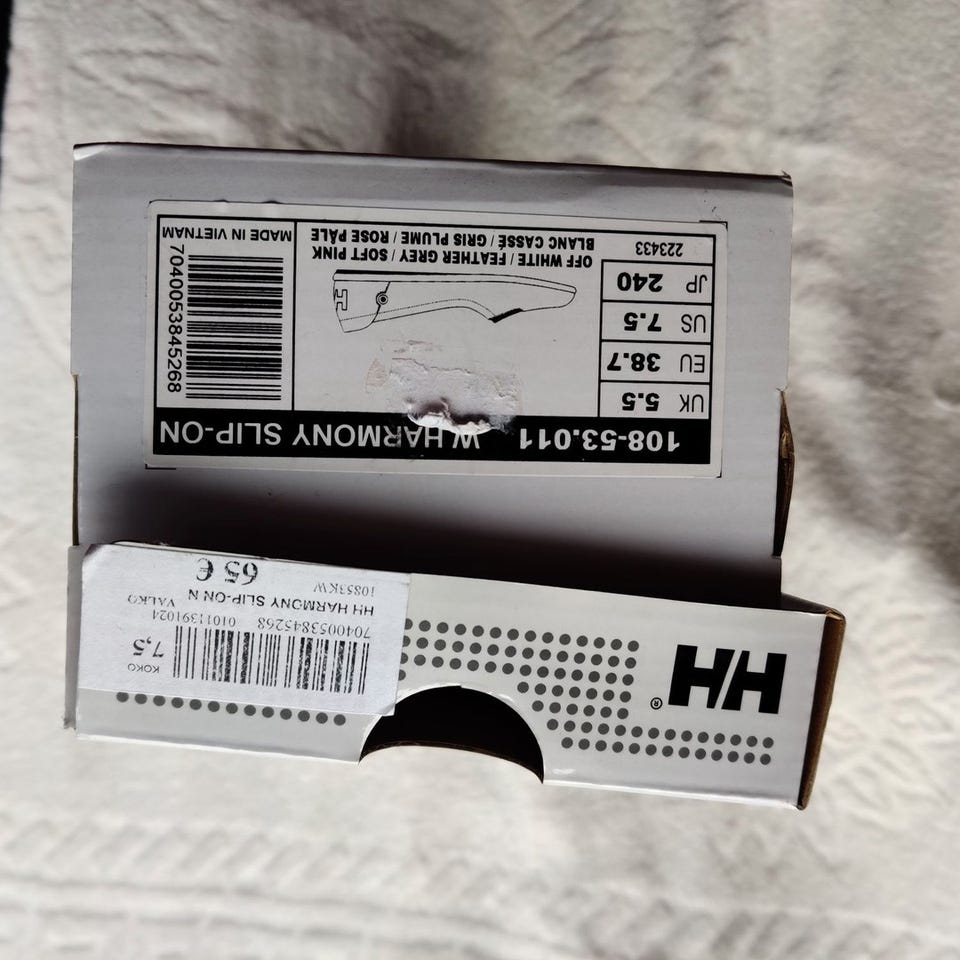 HH®
KOKO
7,5
7040053845268 01011391024
HH HARMONY SLIP-ON N VALKO
10853KW
65 €
108-53.011 W HARMONY SLIP-ON
UK 5.5
EU 38.7
US 7.5
JP 240
223433
H
OFF WHITE / FEATHER GREY / SOFT PINK
BLANC CASSÉ / GRIS PLUME / ROSE PÂLE
7040053845268
MADE IN VIETNAM